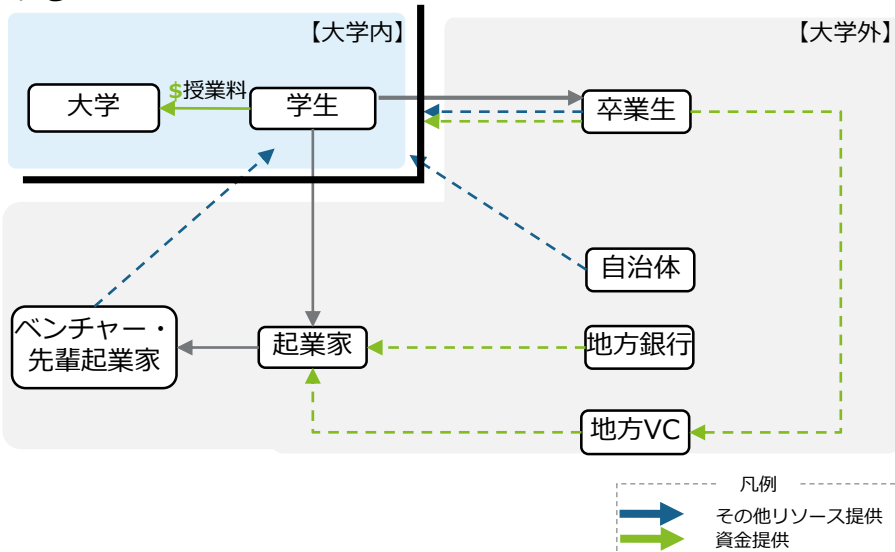 【大学内】
【大学外】
大学
$授業料
学生
卒業生
自治体
ベンチャー・
先輩起業家
起業家
地方銀行
地方VC
凡例
その他リソース提供
資金提供